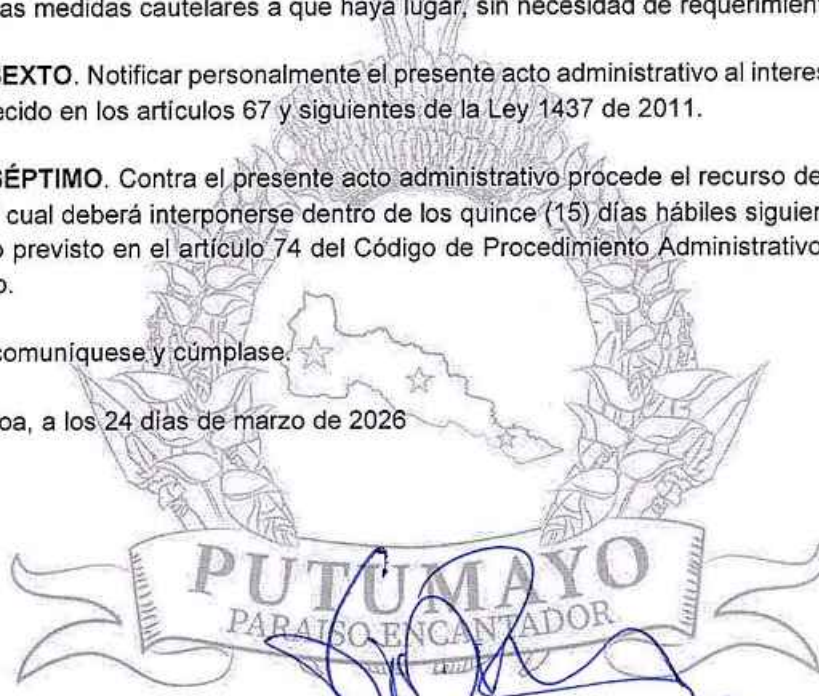 as medidas cautelares a que haya lugar, sin necesidad de requerimient
SEXTO. Notificar personalmente el presente acto administrativo al interes
ecido en los artículos 67 y siguientes de la Ley 1437 de 2011.
SÉPTIMO. Contra el presente acto administrativo procede el recurso de
cual deberá interponerse dentro de los quince (15) días hábiles siguien
o previsto en el artículo 74 del Código de Procedimiento Administrativo
o.
comuníquese y cúmplase.
oa, a los 24 días de marzo de 2026
PUTUMAYO
PARAISO ENCANTADOR